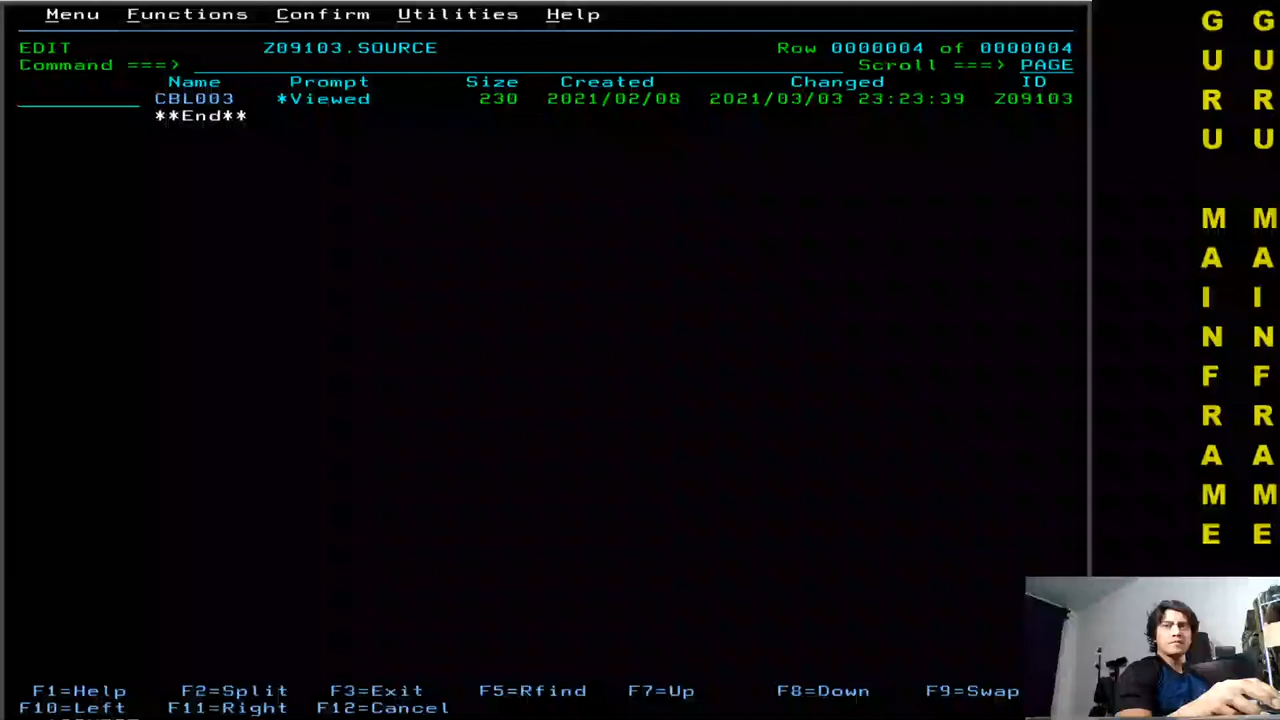 Menu Functions Confirm Utilities Help
EDIT Z09103.SOURCE Row 0000004 of 0000004
Command ===> Scroll ===> PAGE
Name Prompt Size Created Changed ID
CBL003 *Viewed 230 2021/02/08 2021/03/03 23:23:39 Z09103
**End**
F1=Help F2=Split F3=Exit F5=Rfind F7=Up F8=Down F9=Swap
F10=Left F11=Right F12=Cancel
GURU MAINFRAME
GURU MAINFRAME